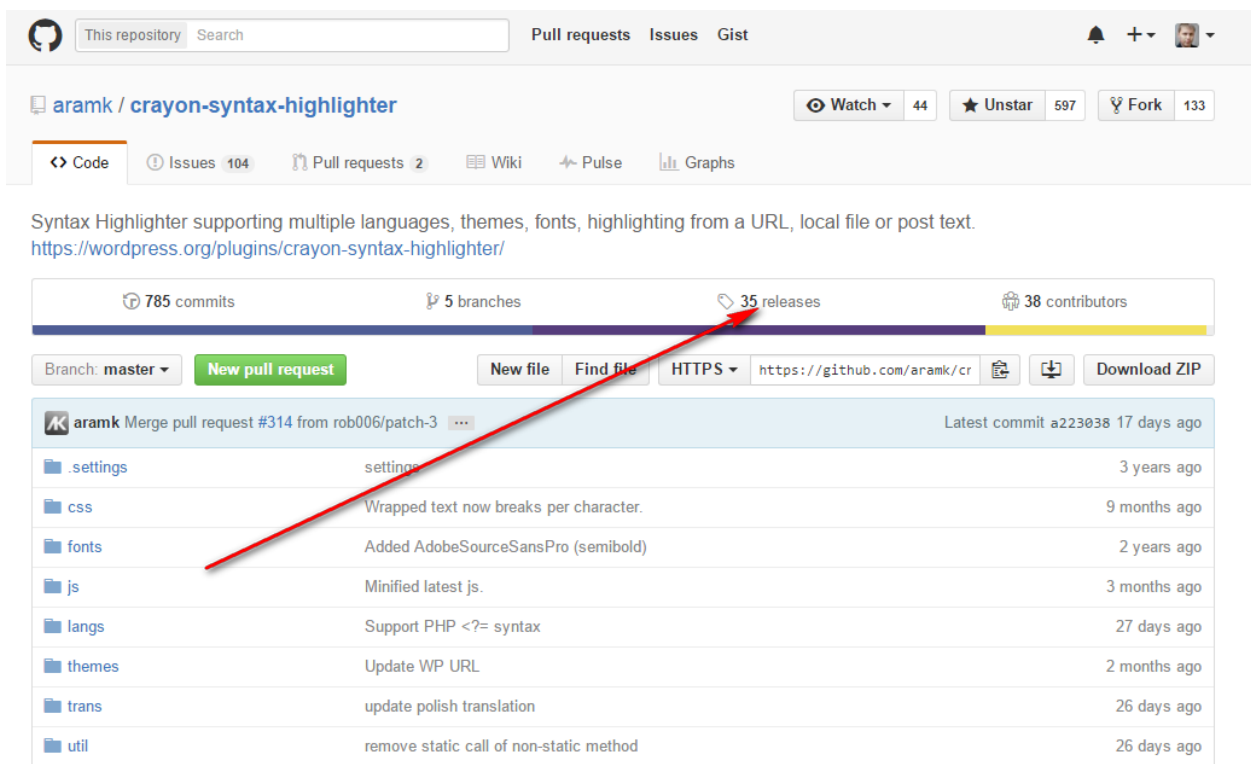 This repository Search Pull requests Issues Gist
aramk / crayon-syntax-highlighter Watch 44 Unstar 597 Fork 133
Code Issues 104 Pull requests 2 Wiki Pulse Graphs
Syntax Highlighter supporting multiple languages, themes, fonts, highlighting from a URL, local file or post text.
https://wordpress.org/plugins/crayon-syntax-highlighter/
785 commits 5 branches 35 releases 38 contributors
Branch: master New pull request New file Find file HTTPS https://github.com/aramk/cr Download ZIP
aramk Merge pull request #314 from rob006/patch-3 ... Latest commit a223038 17 days ago
.settings settings 3 years ago
css Wrapped text now breaks per character. 9 months ago
fonts Added AdobeSourceSansPro (semibold) 2 years ago
js Minified latest js. 3 months ago
langs Support PHP <?= syntax 27 days ago
themes Update WP URL 2 months ago
trans update polish translation 26 days ago
util remove static call of non-static method 26 days ago